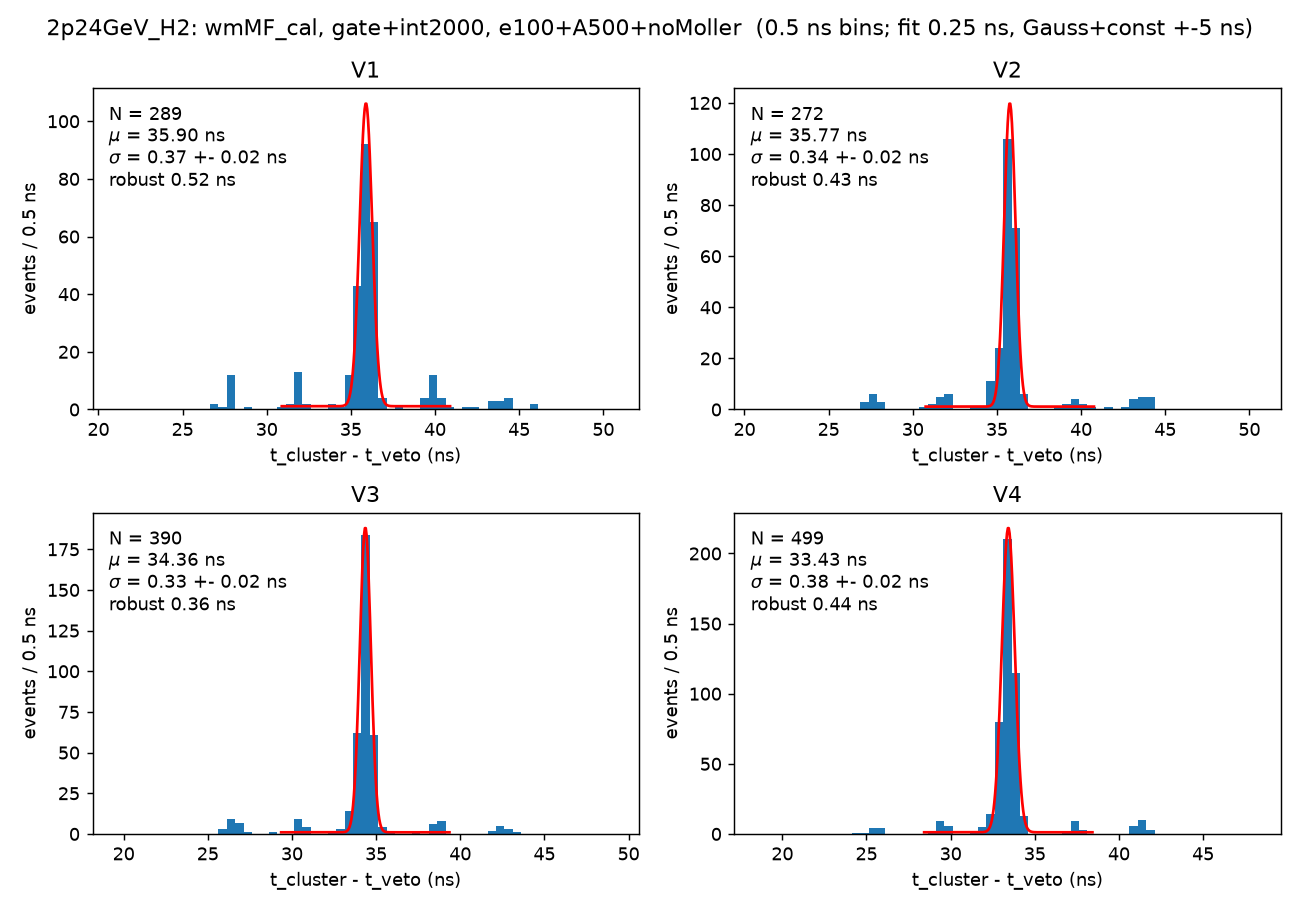 2p24GeV_H2: wmMF_cal, gate+int2000, e100+A500+noMoller  (0.5 ns bins; fit 0.25 ns, Gauss+const +-5 ns)
V1
N = 289
μ = 35.90 ns
σ = 0.37 +- 0.02 ns
robust 0.52 ns
events / 0.5 ns
100
80
60
40
20
0
20 25 30 35 40 45 50
t_cluster - t_veto (ns)
V2
N = 272
μ = 35.77 ns
σ = 0.34 +- 0.02 ns
robust 0.43 ns
events / 0.5 ns
120
100
80
60
40
20
0
20 25 30 35 40 45 50
t_cluster - t_veto (ns)
V3
N = 390
μ = 34.36 ns
σ = 0.33 +- 0.02 ns
robust 0.36 ns
events / 0.5 ns
175
150
125
100
75
50
25
0
20 25 30 35 40 45 50
t_cluster - t_veto (ns)
V4
N = 499
μ = 33.43 ns
σ = 0.38 +- 0.02 ns
robust 0.44 ns
events / 0.5 ns
200
150
100
50
0
20 25 30 35 40 45
t_cluster - t_veto (ns)